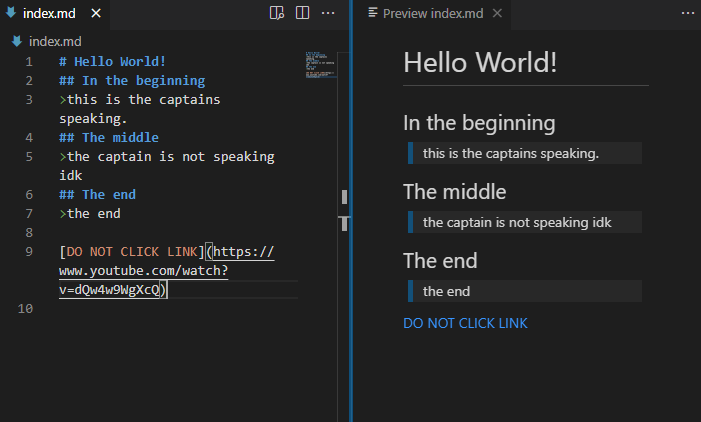 index.md
Preview index.md
index.md
1 # Hello World!
2 ## In the beginning
3 >this is the captains
speaking.
4 ## The middle
5 >the captain is not speaking
idk
6 ## The end
7 >the end
8
9 [DO NOT CLICK LINK](https://
www.youtube.com/watch?
v=dQw4w9WgXcQ)
10
Hello World!
In the beginning
this is the captains speaking.
The middle
the captain is not speaking idk
The end
the end
DO NOT CLICK LINK